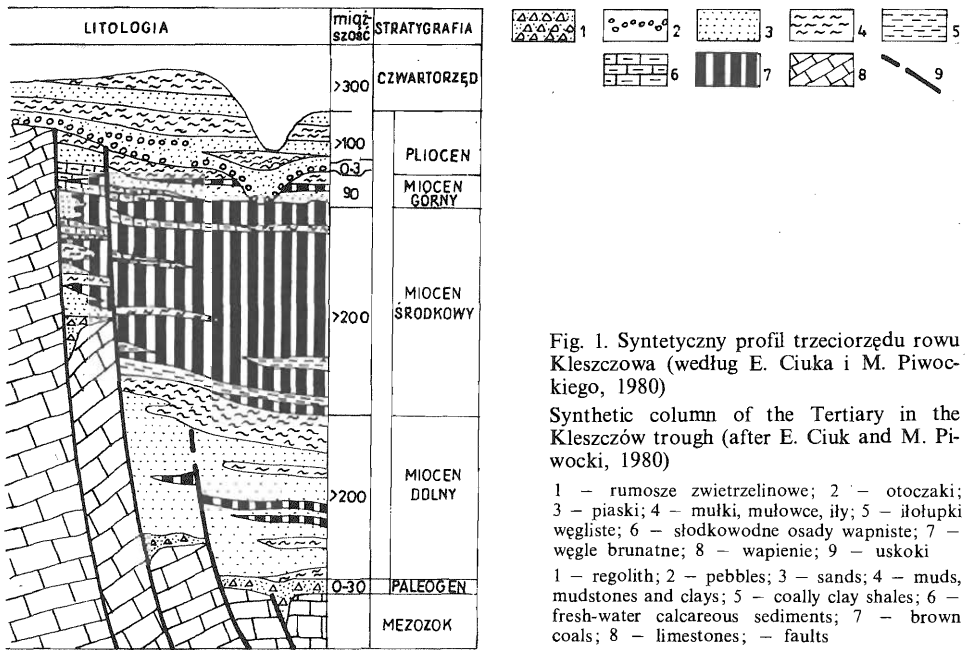 LITOLOGIA
miąż-
szość
STRATYGRAFIA
>300
CZWARTORZĘD
>100
PLIOCEN
0-3
90
MIOCEN
GÓRNY
>200
MIOCEN
ŚRODKOWY
>200
MIOCEN
DOLNY
0-30
PALEOGEN
MEZOZOK
1
2
3
4
5
6
7
8
9
Fig. 1. Syntetyczny profil trzeciorzędu rowu
Kleszczowa (według E. Ciuka i M. Piwoc-
kiego, 1980)
Synthetic column of the Tertiary in the
Kleszczów trough (after E. Ciuk and M. Pi-
wocki, 1980)
1 – rumosze zwietrzelinowe; 2 – otoczaki;
3 – piaski; 4 – mułki, mułowce, iły; 5 – iłołupki
węgliste; 6 – słodkowodne osady wapniste; 7 –
węgle brunatne; 8 – wapienie; 9 – uskoki
1 – regolith; 2 – pebbles; 3 – sands; 4 – muds,
mudstones and clays; 5 – coally clay shales; 6 –
fresh-water calcareous sediments; 7 – brown
coals; 8 – limestones; – faults